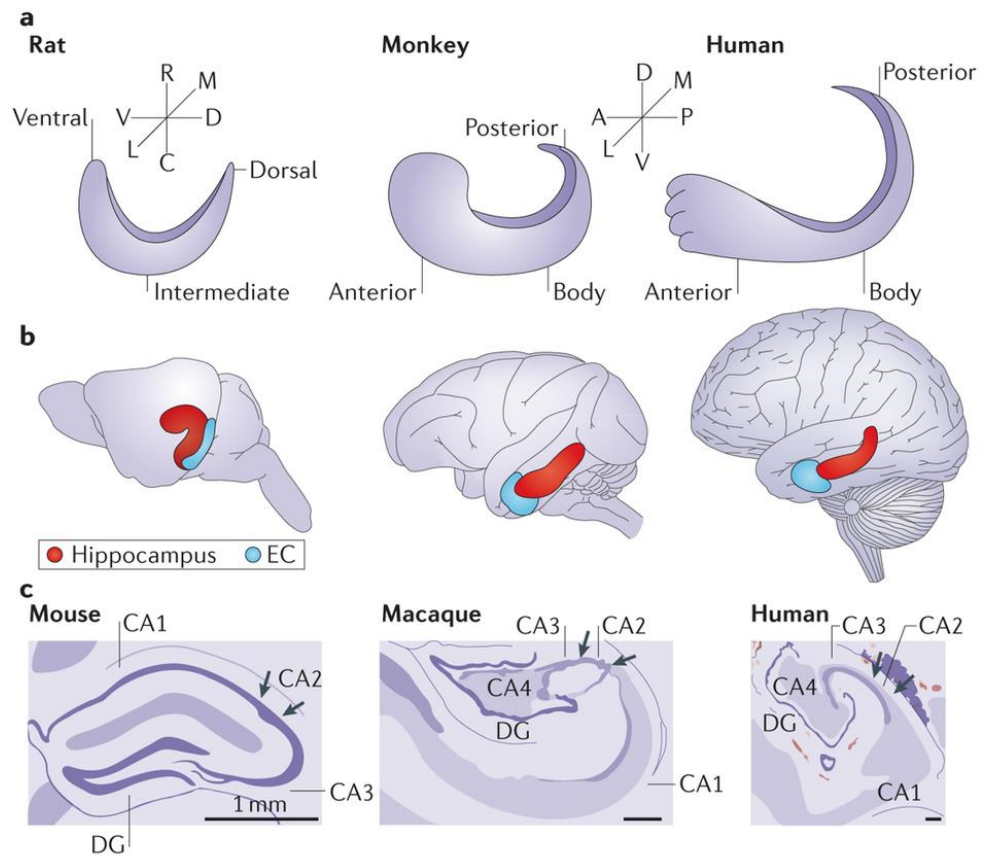 a
Rat
Monkey
Human
R
M
V
D
L
C
Ventral
Dorsal
Intermediate
D
M
A
P
L
V
Posterior
Anterior
Body
Posterior
Anterior
Body
b
Hippocampus
EC
c
Mouse
CA1
CA2
CA3
1 mm
DG
Macaque
CA3
CA2
CA4
DG
CA1
Human
CA3
CA2
CA4
DG
CA1